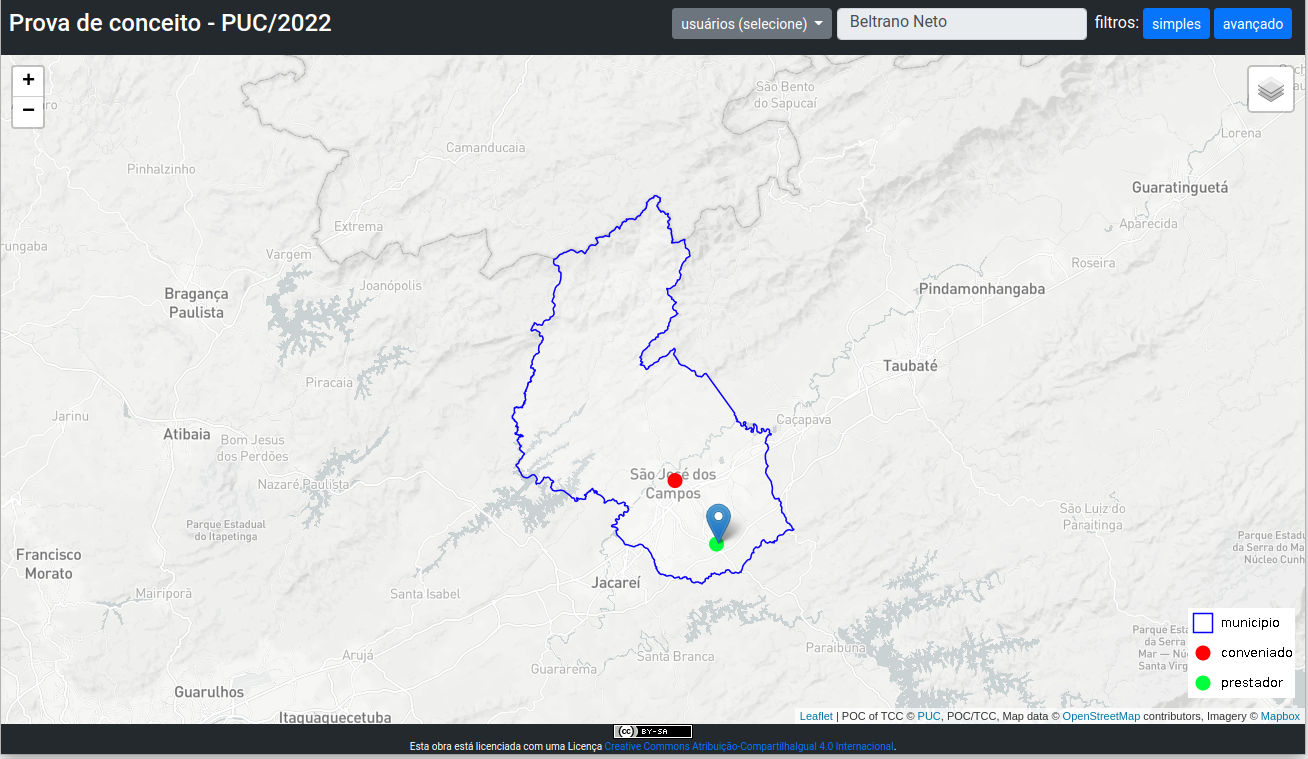 Prova de conceito - PUC/2022
usuários (selecione)
Beltrano Neto
filtros:
simples
avançado
+
−
São Bento
do Sapucaí
Lorena
Camanducaia
Pinhalzinho
Guaratinguetá
Extrema
Aparecida
Vargem
Roseira
Joanópolis
Bragança
Paulista
Pindamonhangaba
Taubaté
Piracaia
Jarinu
Caçapava
Atibaia
Bom Jesus
dos Perdões
São José dos
Campos
Nazaré Paulista
São Luiz do
Paraitinga
Parque Estadual
do Itapetinga
Parque Estadu
da Serra do Ma
Núcleo Cunh
Francisco
Morato
Jacareí
Mairiporã
Santa Isabel
municipio
Parque Esta
da Serra
Mar — Nú
Santa Virg
Paraibuna
conveniado
Arujá
Santa Branca
Guararema
prestador
Guarulhos
Itaquaquecetuba
Leaflet | POC of TCC © PUC, POC/TCC, Map data © OpenStreetMap contributors, Imagery © Mapbox
cc BY-SA
Esta obra está licenciada com uma Licença Creative Commons Atribuição-CompartilhaIgual 4.0 Internacional.